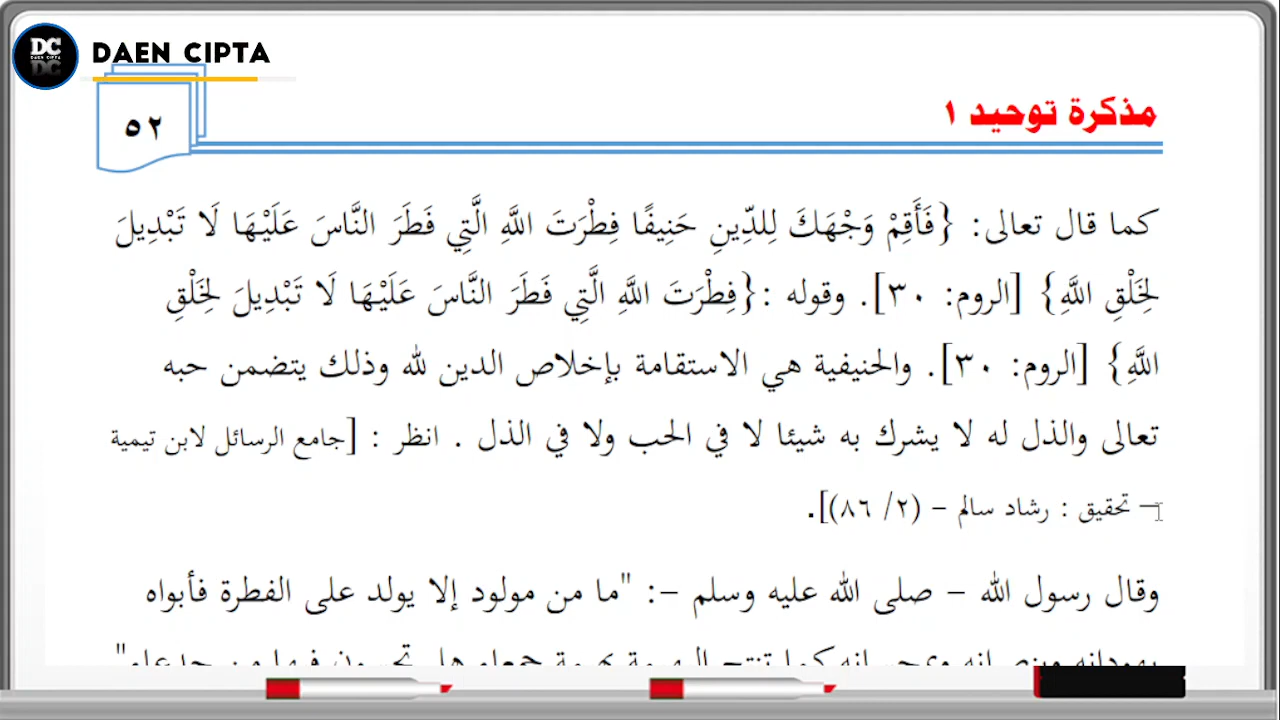 DC
DAEN CIPTA
مذكرة توحيد ١
٥٢
كما قال تعالى: {فَأَقِمْ وَجْهَكَ لِلدِّينِ حَنِيفًا فِطْرَتَ اللَّهِ الَّتِي فَطَرَ النَّاسَ عَلَيْهَا لَا تَبْدِيلَ
لِخَلْقِ اللَّهِ} [الروم: ٣٠]. وقوله :{فِطْرَتَ اللَّهِ الَّتِي فَطَرَ النَّاسَ عَلَيْهَا لَا تَبْدِيلَ لِخَلْقِ
اللَّهِ} [الروم: ٣٠]. والحنيفية هي الاستقامة بإخلاص الدين لله وذلك يتضمن حبه
تعالى والذل له لا يشرك به شيئا لا في الحب ولا في الذل . انظر : [جامع الرسائل لابن تيمية
– تحقيق : رشاد سالم – (٢/ ٨٦)].
وقال رسول الله – صلى الله عليه وسلم –: "ما من مولود إلا يولد على الفطرة فأبواه